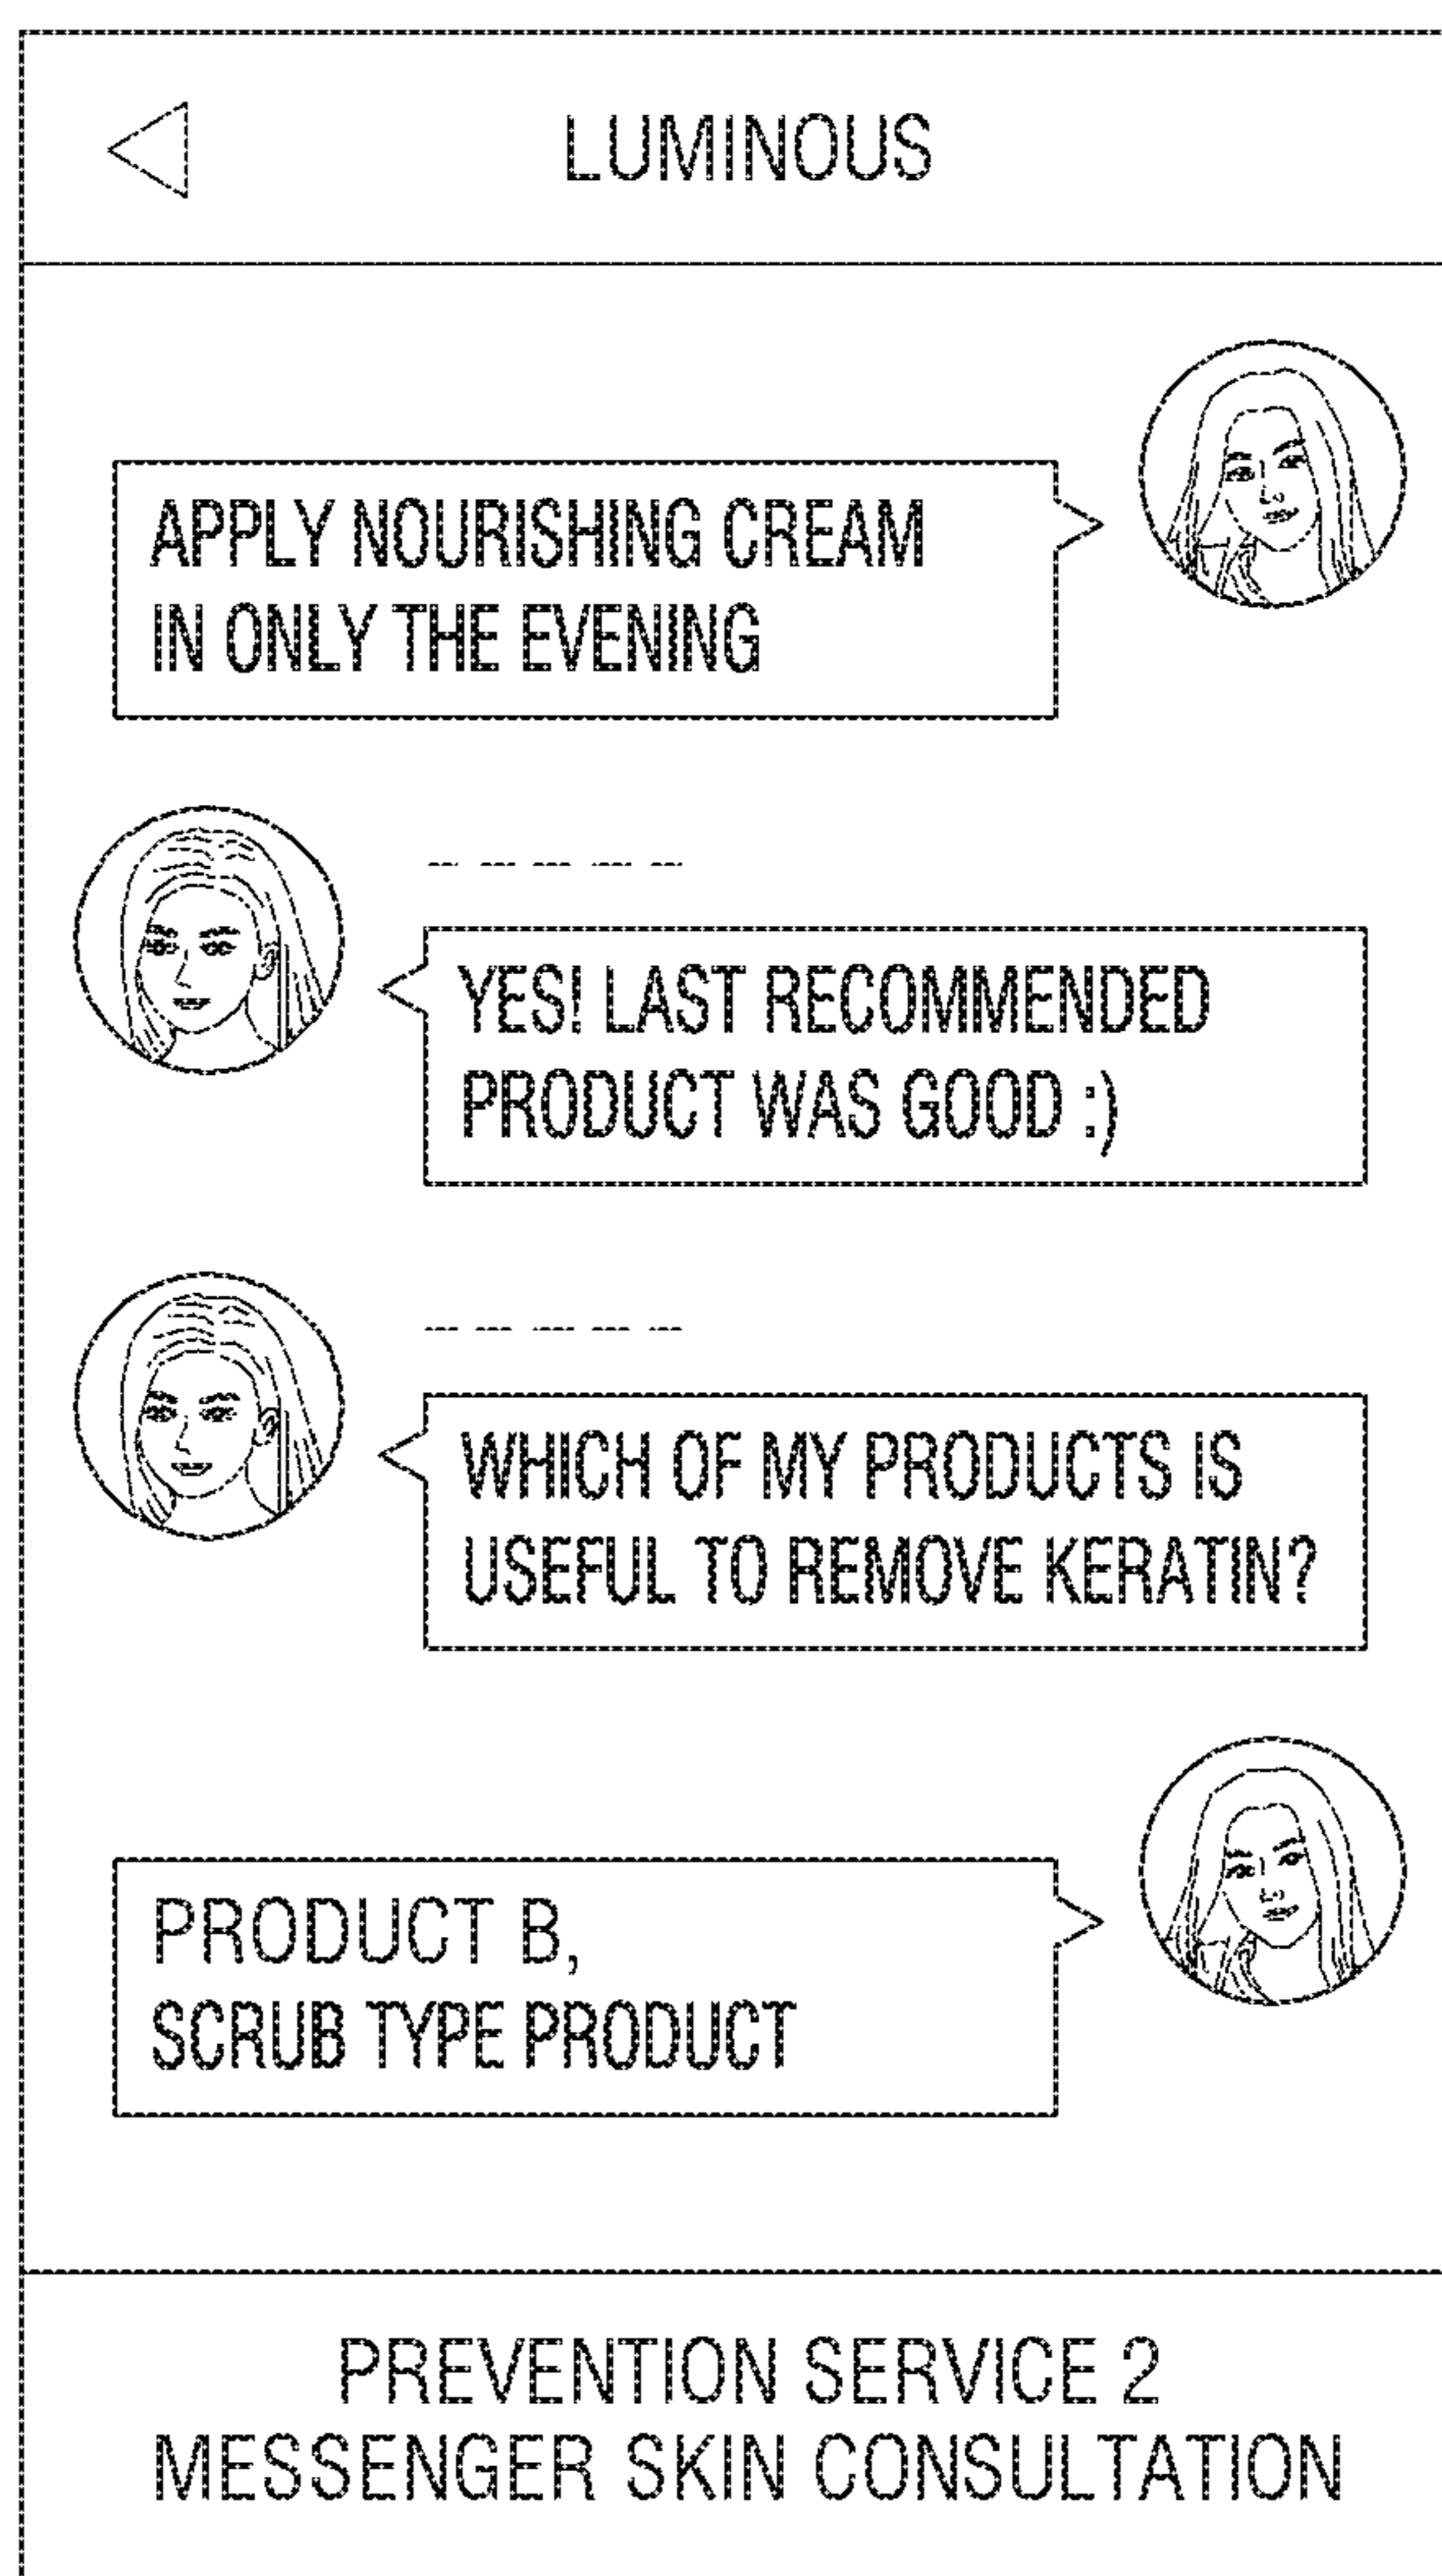 LUMINOUS
APPLY NOURISHING CREAM
IN ONLY THE EVENING
YES! LAST RECOMMENDED
PRODUCT WAS GOOD :)
WHICH OF MY PRODUCTS IS
USEFUL TO REMOVE KERATIN?
PRODUCT B,
SCRUB TYPE PRODUCT
PREVENTION SERVICE 2
MESSENGER SKIN CONSULTATION